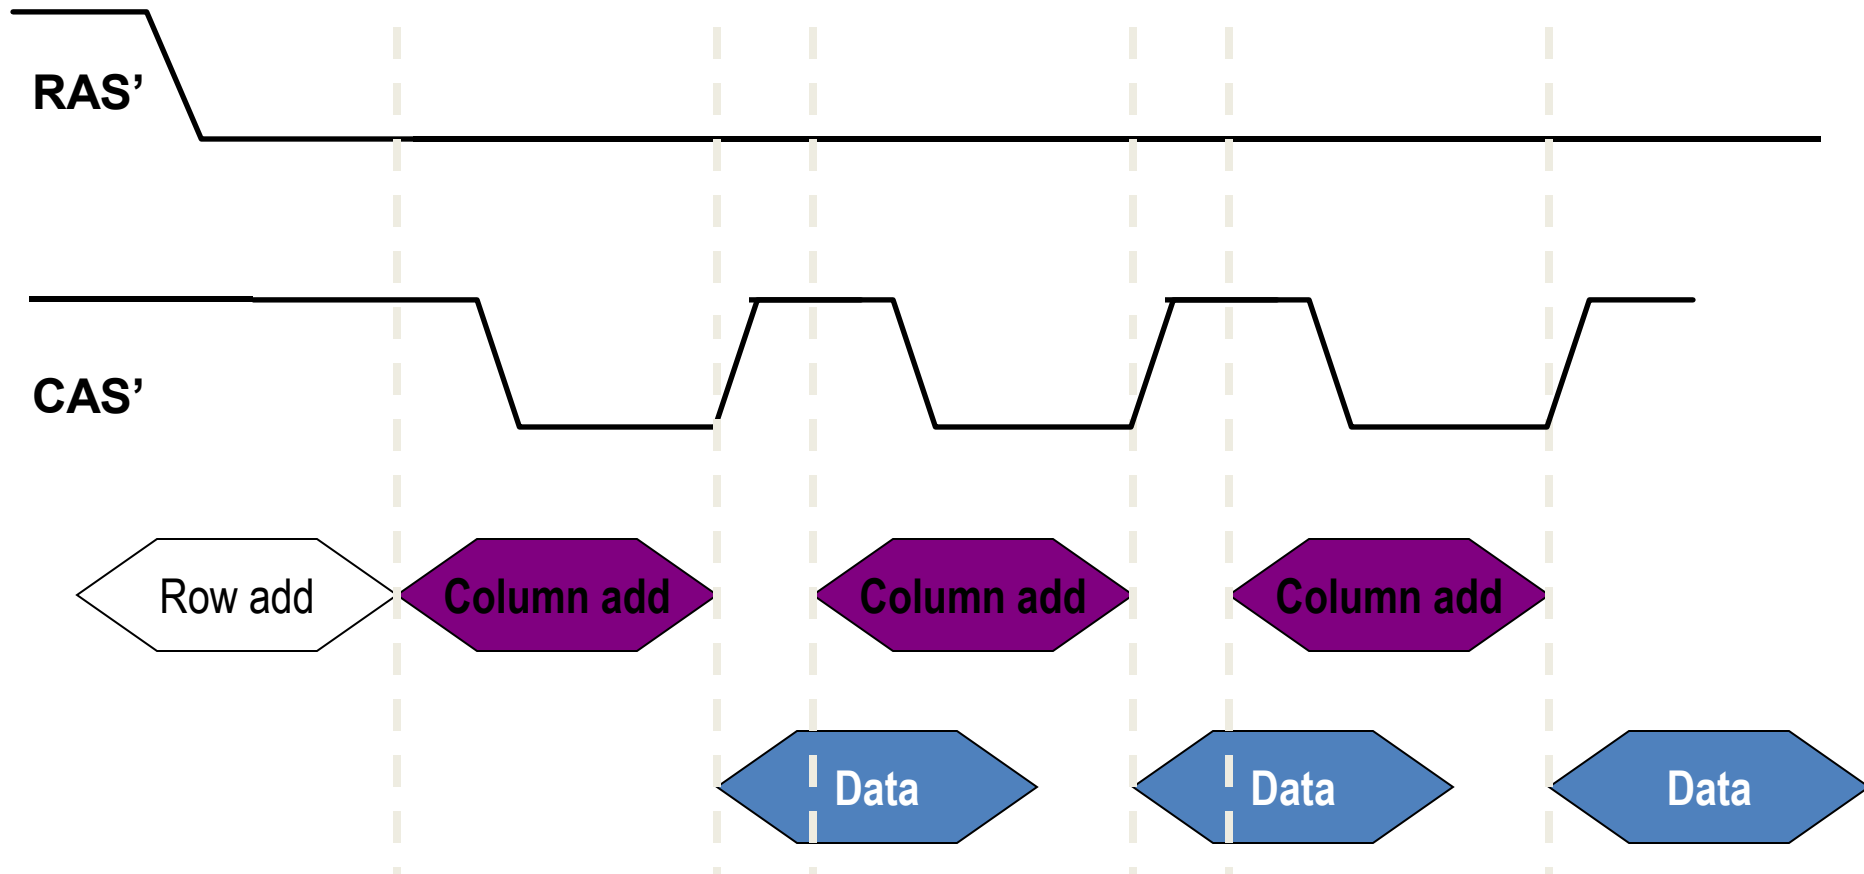 RAS’
CAS’
Row add
Column add
Column add
Column add
Data
Data
Data